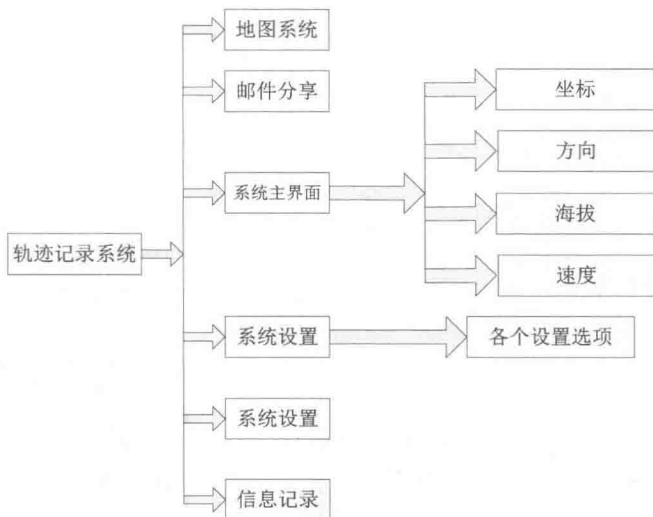 地图系统
邮件分享
坐标
方向
系统主界面
海拔
轨迹记录系统
速度
系统设置
各个设置选项
系统设置
信息记录